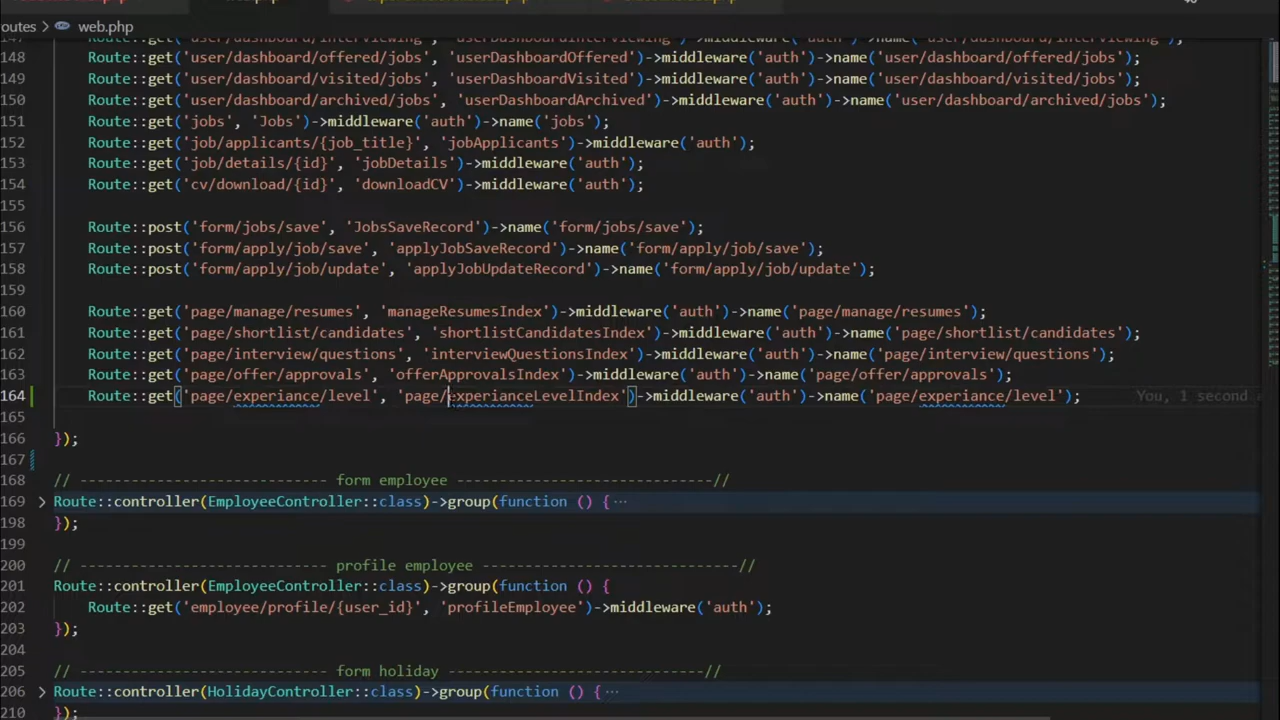 routes > web.php
148 Route::get('user/dashboard/offered/jobs', 'userDashboardOffered')->middleware('auth')->name('user/dashboard/offered/jobs');
149 Route::get('user/dashboard/visited/jobs', 'userDashboardVisited')->middleware('auth')->name('user/dashboard/visited/jobs');
150 Route::get('user/dashboard/archived/jobs', 'userDashboardArchived')->middleware('auth')->name('user/dashboard/archived/jobs');
151 Route::get('jobs', 'Jobs')->middleware('auth')->name('jobs');
152 Route::get('job/applicants/{job_title}', 'jobApplicants')->middleware('auth');
153 Route::get('job/details/{id}', 'jobDetails')->middleware('auth');
154 Route::get('cv/download/{id}', 'downloadCV')->middleware('auth');
155
156 Route::post('form/jobs/save', 'JobsSaveRecord')->name('form/jobs/save');
157 Route::post('form/apply/job/save', 'applyJobSaveRecord')->name('form/apply/job/save');
158 Route::post('form/apply/job/update', 'applyJobUpdateRecord')->name('form/apply/job/update');
159
160 Route::get('page/manage/resumes', 'manageResumesIndex')->middleware('auth')->name('page/manage/resumes');
161 Route::get('page/shortlist/candidates', 'shortlistCandidatesIndex')->middleware('auth')->name('page/shortlist/candidates');
162 Route::get('page/interview/questions', 'interviewQuestionsIndex')->middleware('auth')->name('page/interview/questions');
163 Route::get('page/offer/approvals', 'offerApprovalsIndex')->middleware('auth')->name('page/offer/approvals');
164 Route::get('page/experiance/level', 'page/experianceLevelIndex')->middleware('auth')->name('page/experiance/level'); You, 1 second
165
166 });
167
168 // --------------------------- form employee ---------------------------//
169 Route::controller(EmployeeController::class)->group(function () { ···
198 });
199
200 // --------------------------- profile employee ---------------------------//
201 Route::controller(EmployeeController::class)->group(function () {
202 Route::get('employee/profile/{user_id}', 'profileEmployee')->middleware('auth');
203 });
204
205 // --------------------------- form holiday ---------------------------//
206 Route::controller(HolidayController::class)->group(function () { ···
210 });